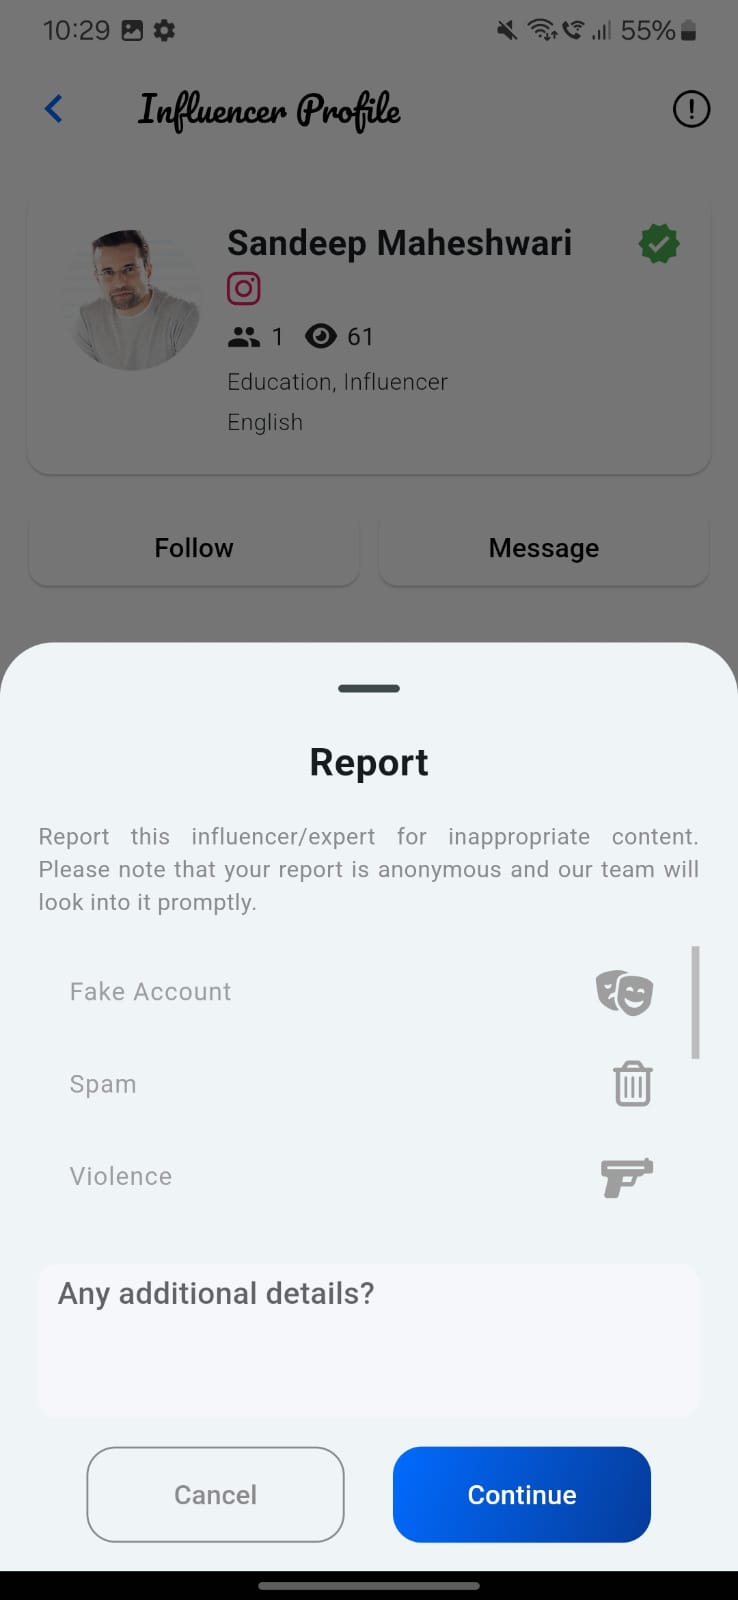 10:29
55%
Influencer Profile
Sandeep Maheshwari
1 61
Education, Influencer
English
Follow Message
Report
Report this influencer/expert for inappropriate content.
Please note that your report is anonymous and our team will
look into it promptly.
Fake Account
Spam
Violence
Any additional details?
Cancel Continue